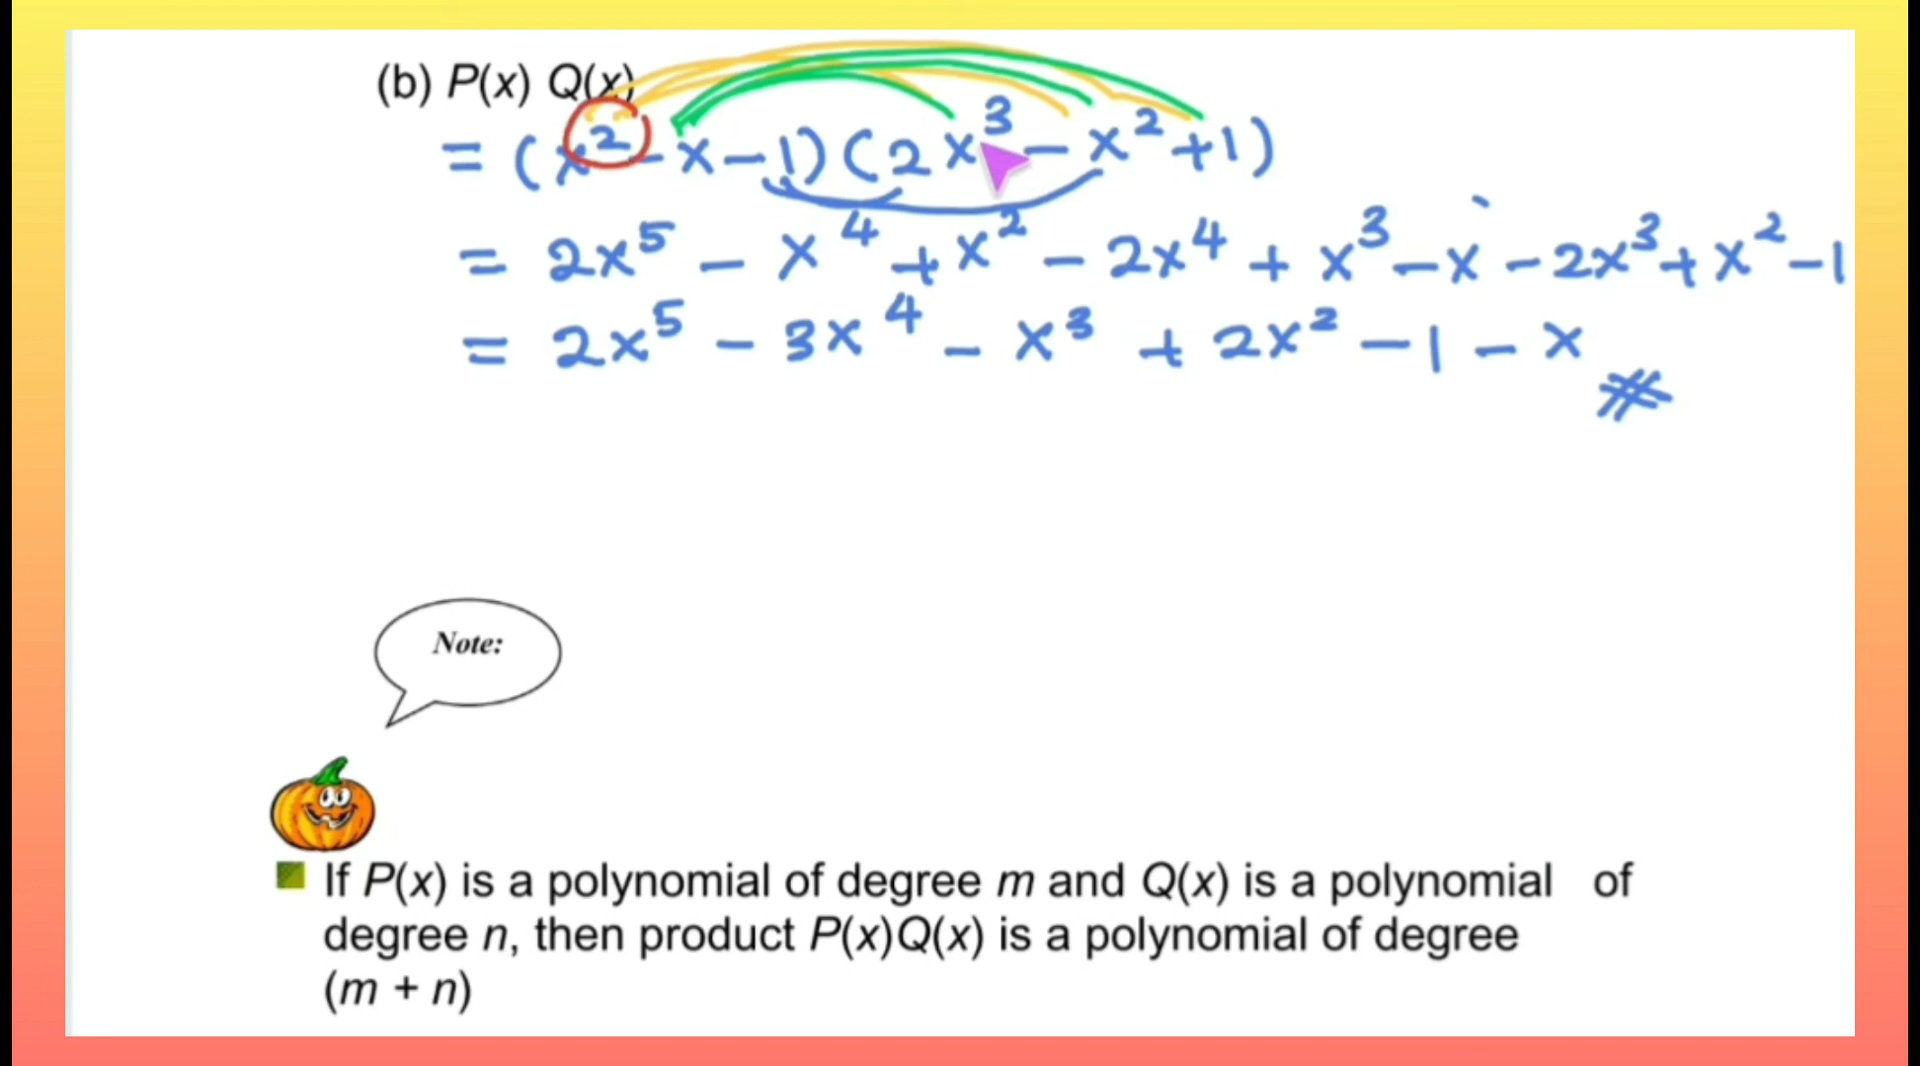 (b) P(x) Q(x)
= (x² - x - 1)(2x³ - x² + 1)
= 2x⁵ - x⁴ + x² - 2x⁴ + x³ - x - 2x³ + x² - 1
= 2x⁵ - 3x⁴ - x³ + 2x² - 1 - x
Note:
If P(x) is a polynomial of degree m and Q(x) is a polynomial of
degree n, then product P(x)Q(x) is a polynomial of degree
(m + n)